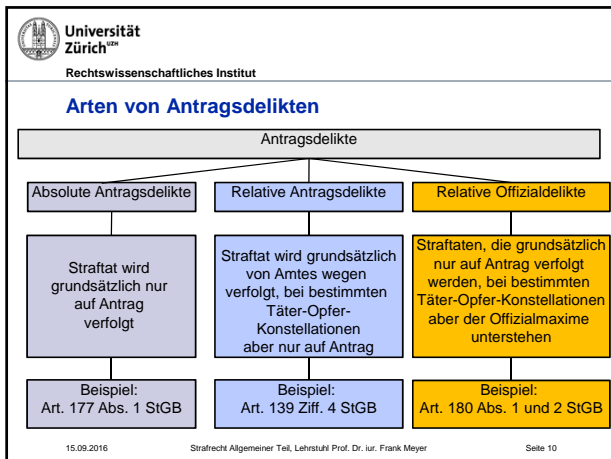 Universität
Zürich UZH
Rechtswissenschaftliches Institut
Arten von Antragsdelikten
Antragsdelikte
Absolute Antragsdelikte
Relative Antragsdelikte
Relative Offizialdelikte
Straftat wird
grundsätzlich nur
auf Antrag
verfolgt
Straftat wird grundsätzlich
von Amtes wegen
verfolgt, bei bestimmten
Täter-Opfer-
Konstellationen
aber nur auf Antrag
Straftaten, die grundsätzlich
nur auf Antrag verfolgt
werden, bei bestimmten
Täter-Opfer-Konstellationen
aber der Offizialmaxime
unterstehen
Beispiel:
Art. 177 Abs. 1 StGB
Beispiel:
Art. 139 Ziff. 4 StGB
Beispiel:
Art. 180 Abs. 1 und 2 StGB
15.09.2016 Strafrecht Allgemeiner Teil, Lehrstuhl Prof. Dr. iur. Frank Meyer Seite 10